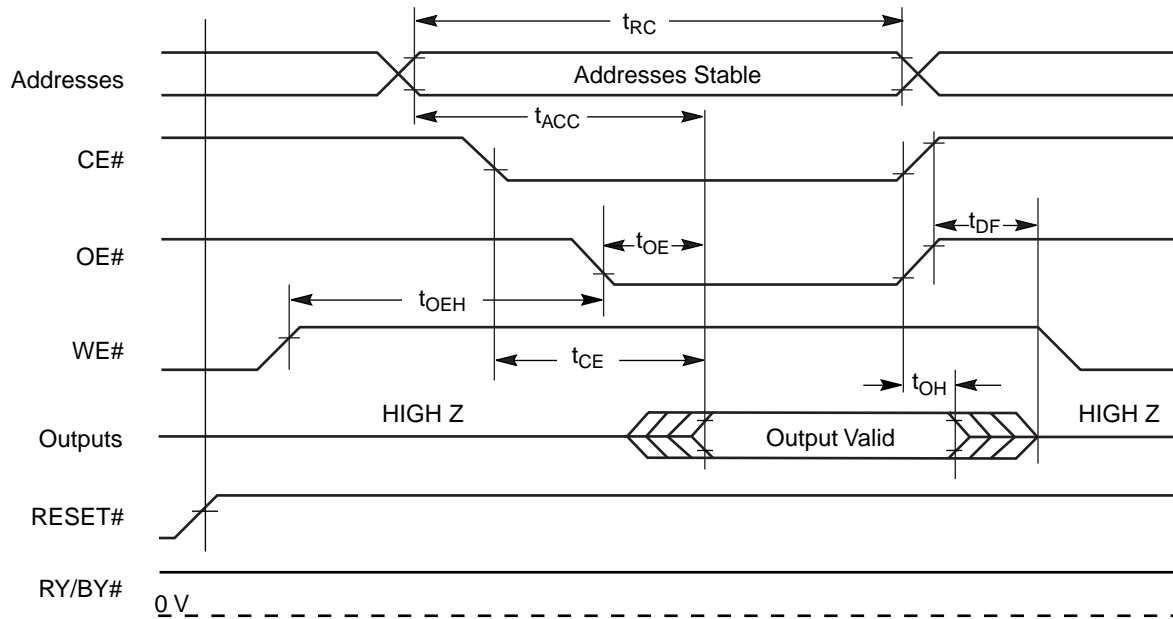 tRC
Addresses
Addresses Stable
tACC
CE#
tDF
tOE
OE#
tOEH
WE#
tCE
tOH
HIGH Z
HIGH Z
Outputs
Output Valid
RESET#
RY/BY#
0 V